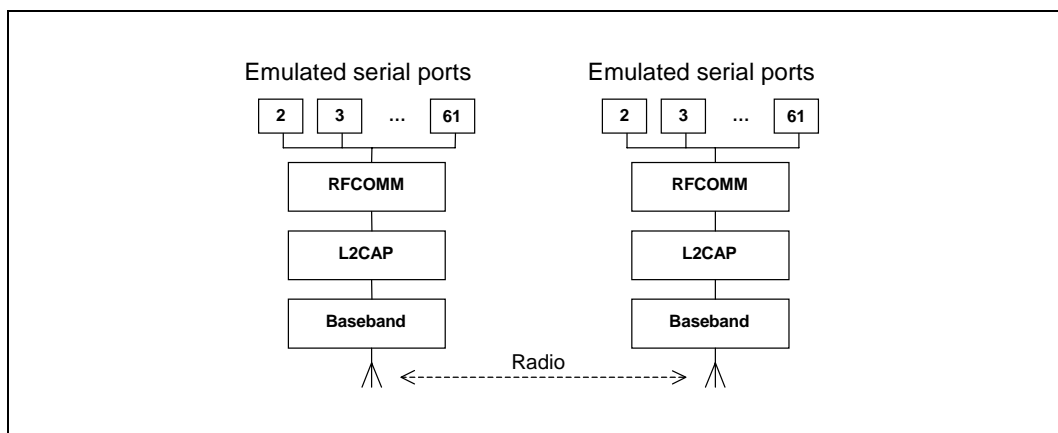 Emulated serial ports
2 3 ... 61
RFCOMM
L2CAP
Baseband
Emulated serial ports
2 3 ... 61
RFCOMM
L2CAP
Baseband
Radio